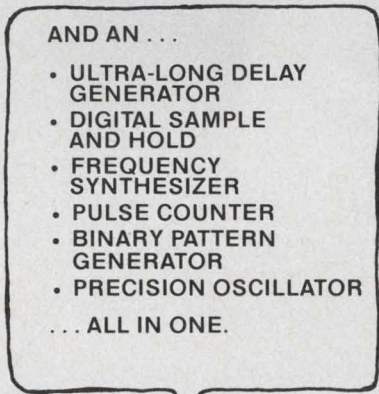 AND AN . . .
• ULTRA-LONG DELAY
GENERATOR
• DIGITAL SAMPLE
AND HOLD
• FREQUENCY
SYNTHESIZER
• PULSE COUNTER
• BINARY PATTERN
GENERATOR
• PRECISION OSCILLATOR
. . . ALL IN ONE.